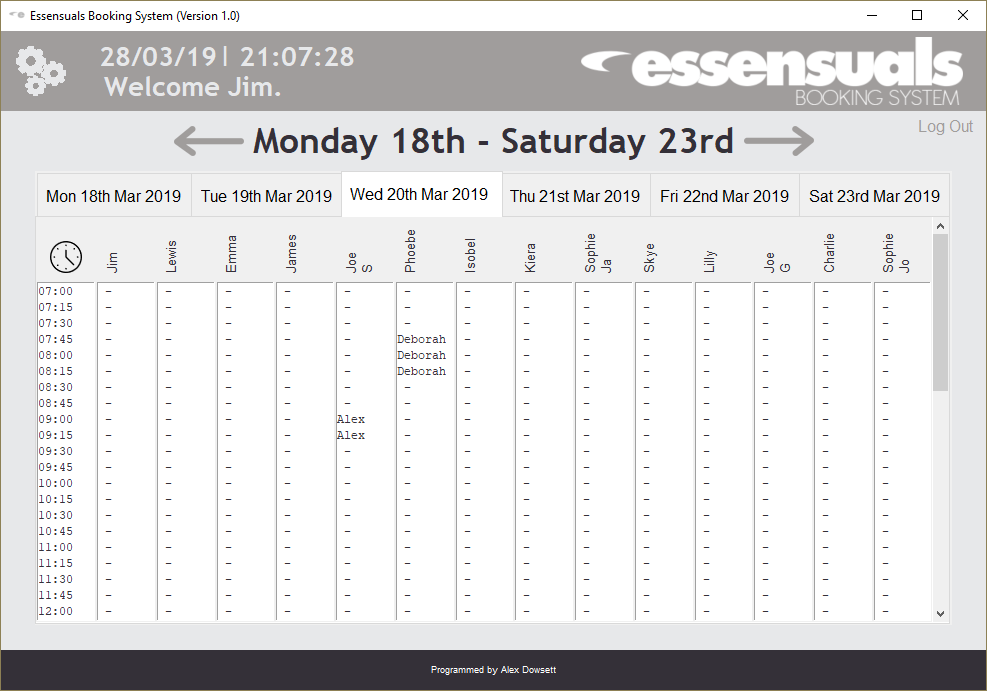 Essensuals Booking System (Version 1.0)
28/03/19| 21:07:28
Welcome Jim.
essensuals
BOOKING SYSTEM
Log Out
Monday 18th - Saturday 23rd
Mon 18th Mar 2019 Tue 19th Mar 2019 Wed 20th Mar 2019 Thu 21st Mar 2019 Fri 22nd Mar 2019 Sat 23rd Mar 2019
Jim Lewis Emma James Joe S Phoebe Isobel Kiera Sophie Ja Skye Lilly Joe G Charlie Sophie Jo
07:00 - - - - - - - - - - - - - -
07:15 - - - - - - - - - - - - - -
07:30 - - - - - - - - - - - - - -
07:45 - - - - - Deborah - - - - - - - -
08:00 - - - - - Deborah - - - - - - - -
08:15 - - - - - Deborah - - - - - - - -
08:30 - - - - - - - - - - - - - -
08:45 - - - - - - - - - - - - - -
09:00 - - - - Alex - - - - - - - - -
09:15 - - - - Alex - - - - - - - - -
09:30 - - - - - - - - - - - - - -
09:45 - - - - - - - - - - - - - -
10:00 - - - - - - - - - - - - - -
10:15 - - - - - - - - - - - - - -
10:30 - - - - - - - - - - - - - -
10:45 - - - - - - - - - - - - - -
11:00 - - - - - - - - - - - - - -
11:15 - - - - - - - - - - - - - -
11:30 - - - - - - - - - - - - - -
11:45 - - - - - - - - - - - - - -
12:00 - - - - - - - - - - - - - -
Programmed by Alex Dowsett